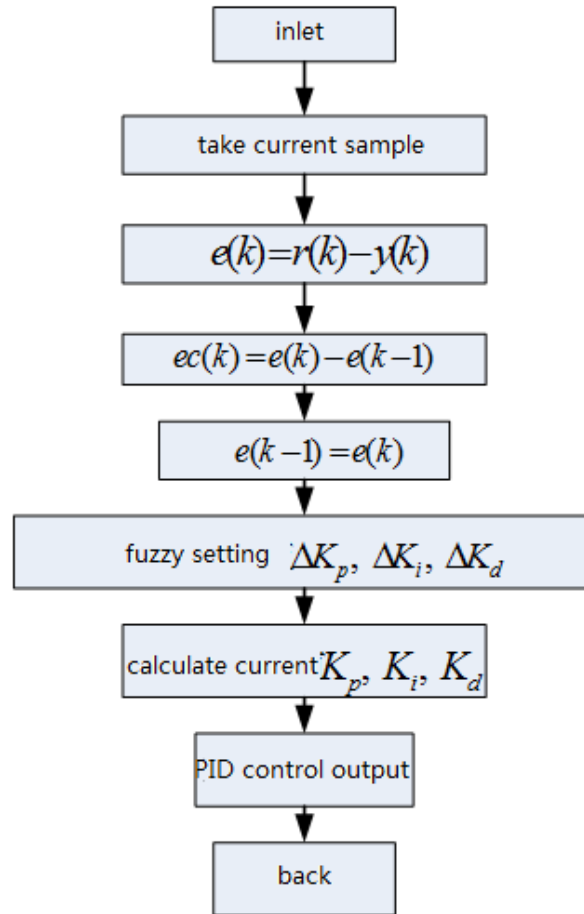 inlet
take current sample
e(k)=r(k)−y(k)
ec(k)=e(k)−e(k−1)
e(k−1)=e(k)
fuzzy setting ΔK_p, ΔK_i, ΔK_d
calculate current K_p, K_i, K_d
PID control output
back